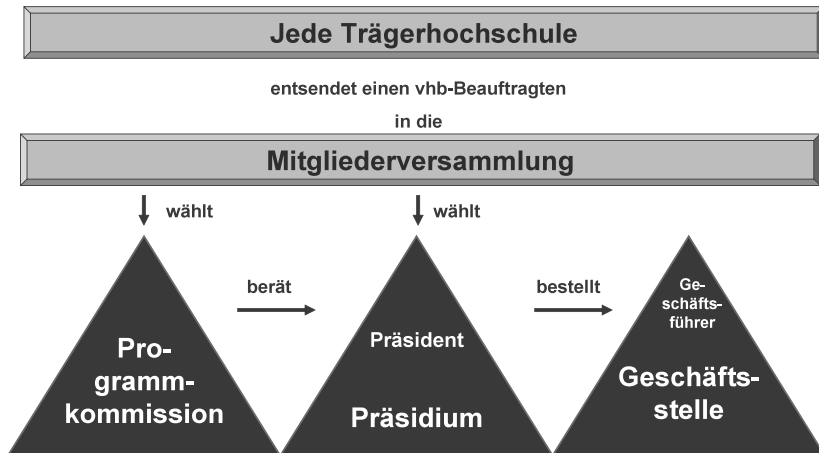 Jede Trägerhochschule
entsendet einen vhb-Beauftragten
in die
Mitgliederversammlung
wählt
wählt
Pro-
gramm-
kommission
berät
Präsident
Präsidium
bestellt
Ge-
schäfts-
führer
Geschäfts-
stelle